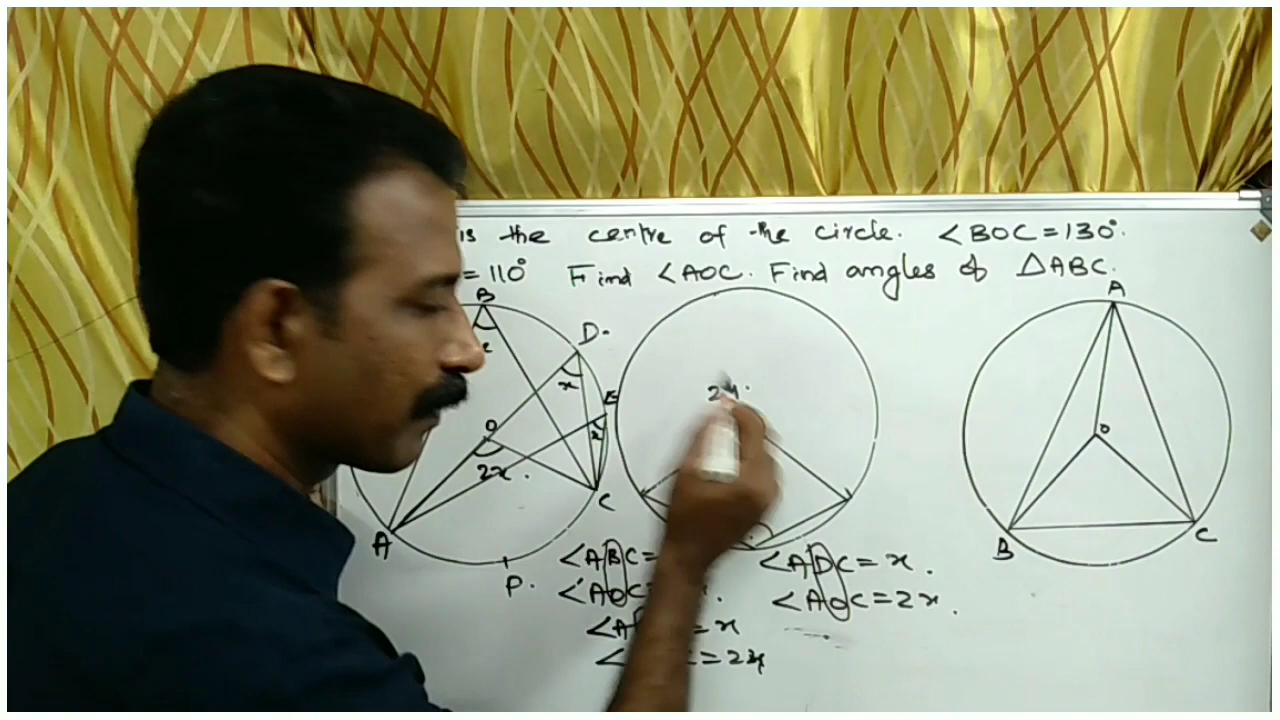 is the centre of the circle. ∠BOC=130°.
=110° Find ∠AOC. Find angles of △ABC.
B
D.
x
E
x
O
2x.
C
A
P.
A
O
B
C
∠ABC=
∠AOC=
∠ADC=x.
∠AOC=2x.
=x
=2x